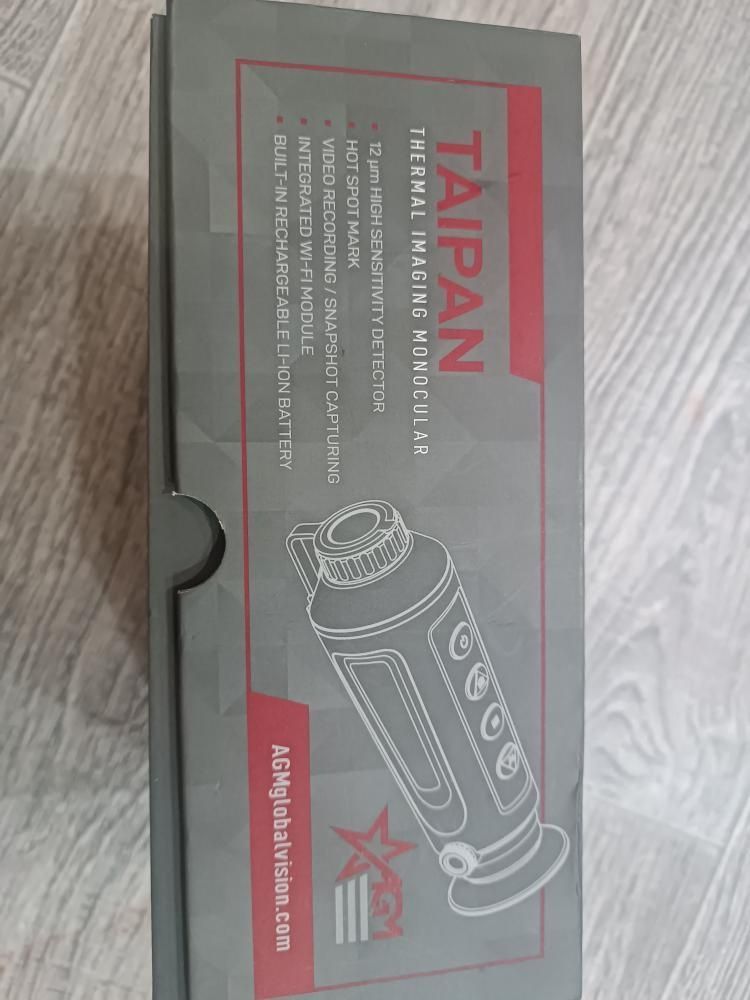 TAIPAN
THERMAL IMAGING MONOCULAR
12 µm HIGH SENSITIVITY DETECTOR
HOT SPOT MARK
VIDEO RECORDING / SNAPSHOT CAPTURING
INTEGRATED WI-FI MODULE
BUILT-IN RECHARGEABLE LI-ION BATTERY
AGM
AGMglobalvision.com